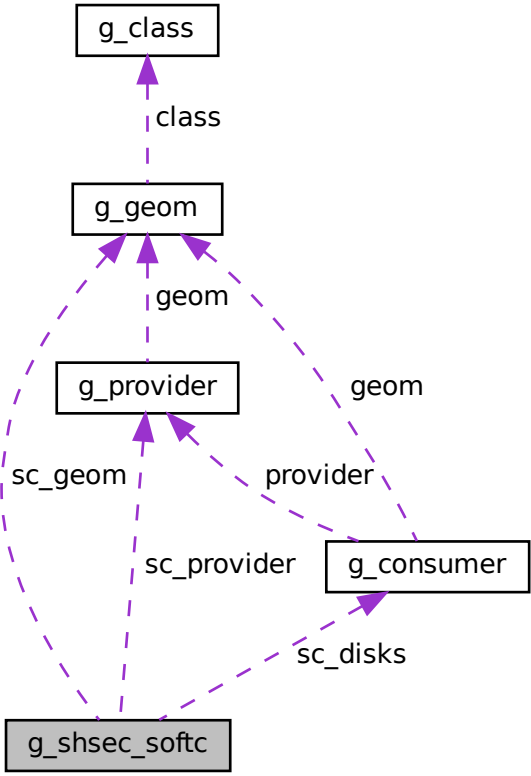 g_class
class
g_geom
geom
g_provider
geom
sc_geom
provider
sc_provider
g_consumer
sc_disks
g_shsec_softc